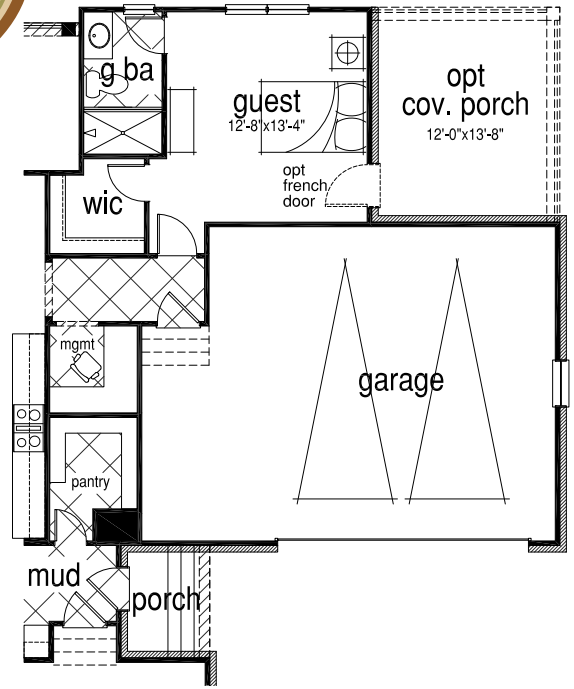 g ba
guest
12'-8"x13'-4"
opt
cov. porch
12'-0"x13'-8"
opt
french
door
wic
mgmt
garage
pantry
mud
porch